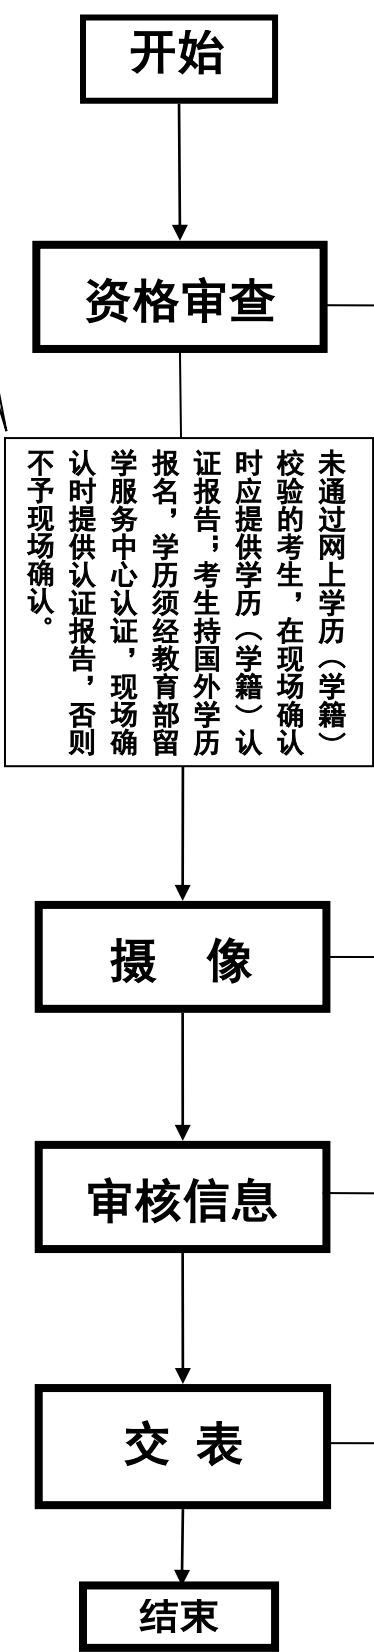 开始
资格审查
未通过网上学历（学籍）
校验的考生，在现场确认
时应提供学历（学籍）认
证报告；考生持国外学历
报名，学历须经教育部留
学服务中心认证，现场确
认时提供认证报告，否则
不予现场确认。
摄 像
审核信息
交 表
结束